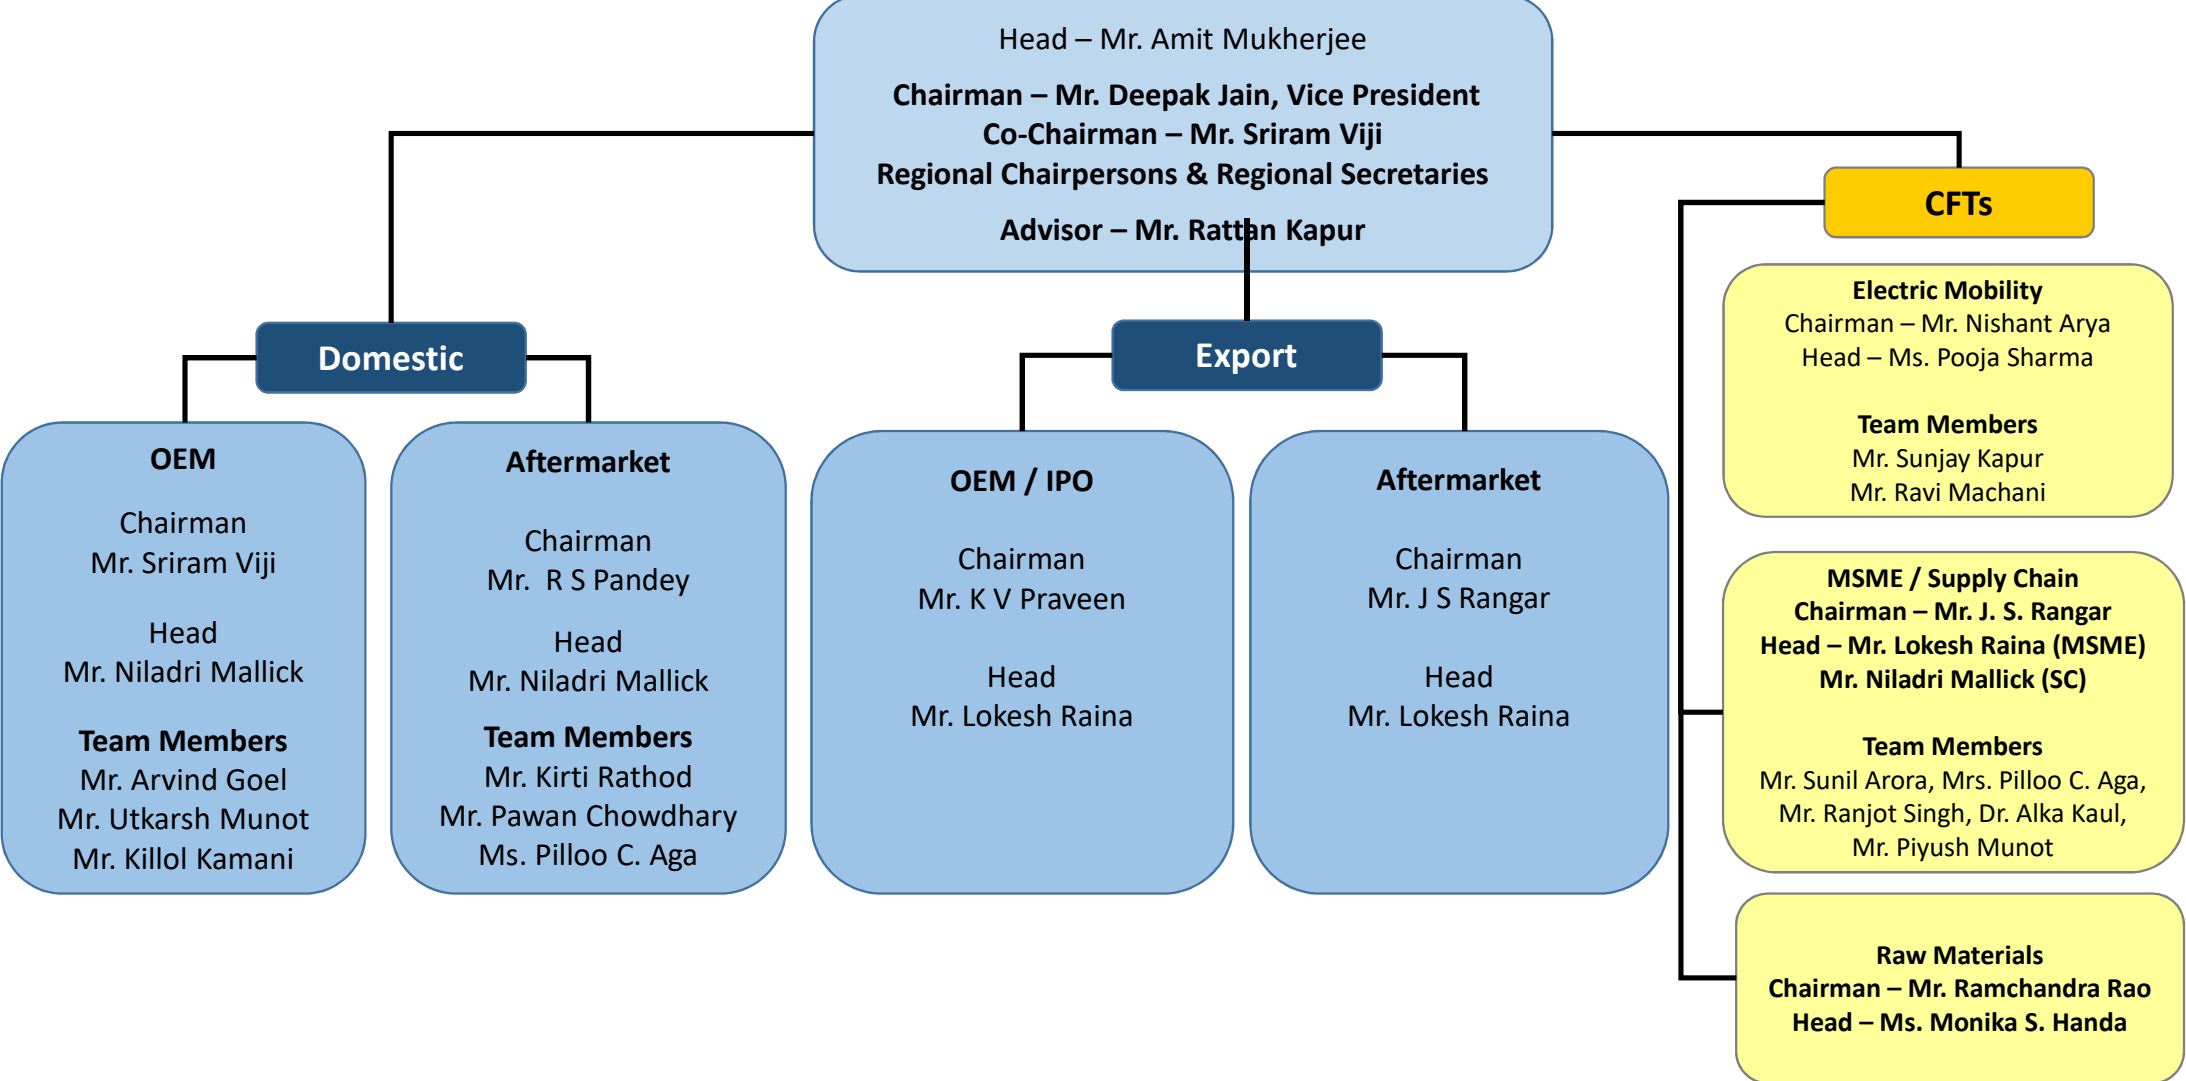 Head – Mr. Amit Mukherjee
Chairman – Mr. Deepak Jain, Vice President
Co-Chairman – Mr. Sriram Viji
Regional Chairpersons & Regional Secretaries
Advisor – Mr. Rattan Kapur
Domestic
OEM
Chairman
Mr. Sriram Viji
Head
Mr. Niladri Mallick
Team Members
Mr. Arvind Goel
Mr. Utkarsh Munot
Mr. Killol Kamani
Aftermarket
Chairman
Mr.  R S Pandey
Head
Mr. Niladri Mallick
Team Members
Mr. Kirti Rathod
Mr. Pawan Chowdhary
Ms. Pilloo C. Aga
Export
OEM / IPO
Chairman
Mr. K V Praveen
Head
Mr. Lokesh Raina
Aftermarket
Chairman
Mr. J S Rangar
Head
Mr. Lokesh Raina
CFTs
Electric Mobility
Chairman – Mr. Nishant Arya
Head – Ms. Pooja Sharma
Team Members
Mr. Sunjay Kapur
Mr. Ravi Machani
MSME / Supply Chain
Chairman – Mr. J. S. Rangar
Head – Mr. Lokesh Raina (MSME)
Mr. Niladri Mallick (SC)
Team Members
Mr. Sunil Arora, Mrs. Pilloo C. Aga,
Mr. Ranjot Singh, Dr. Alka Kaul,
Mr. Piyush Munot
Raw Materials
Chairman – Mr. Ramchandra Rao
Head – Ms. Monika S. Handa